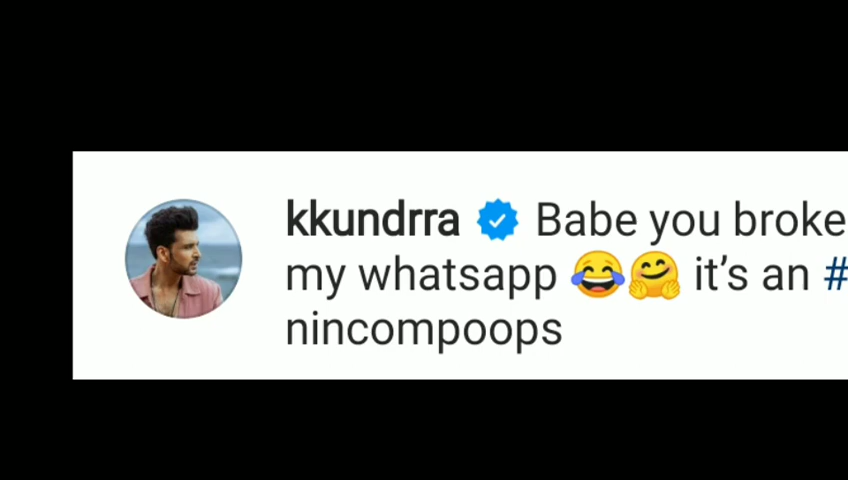 kkundrra Babe you broke
my whatsapp 😂🤗 it's an #
nincompoops